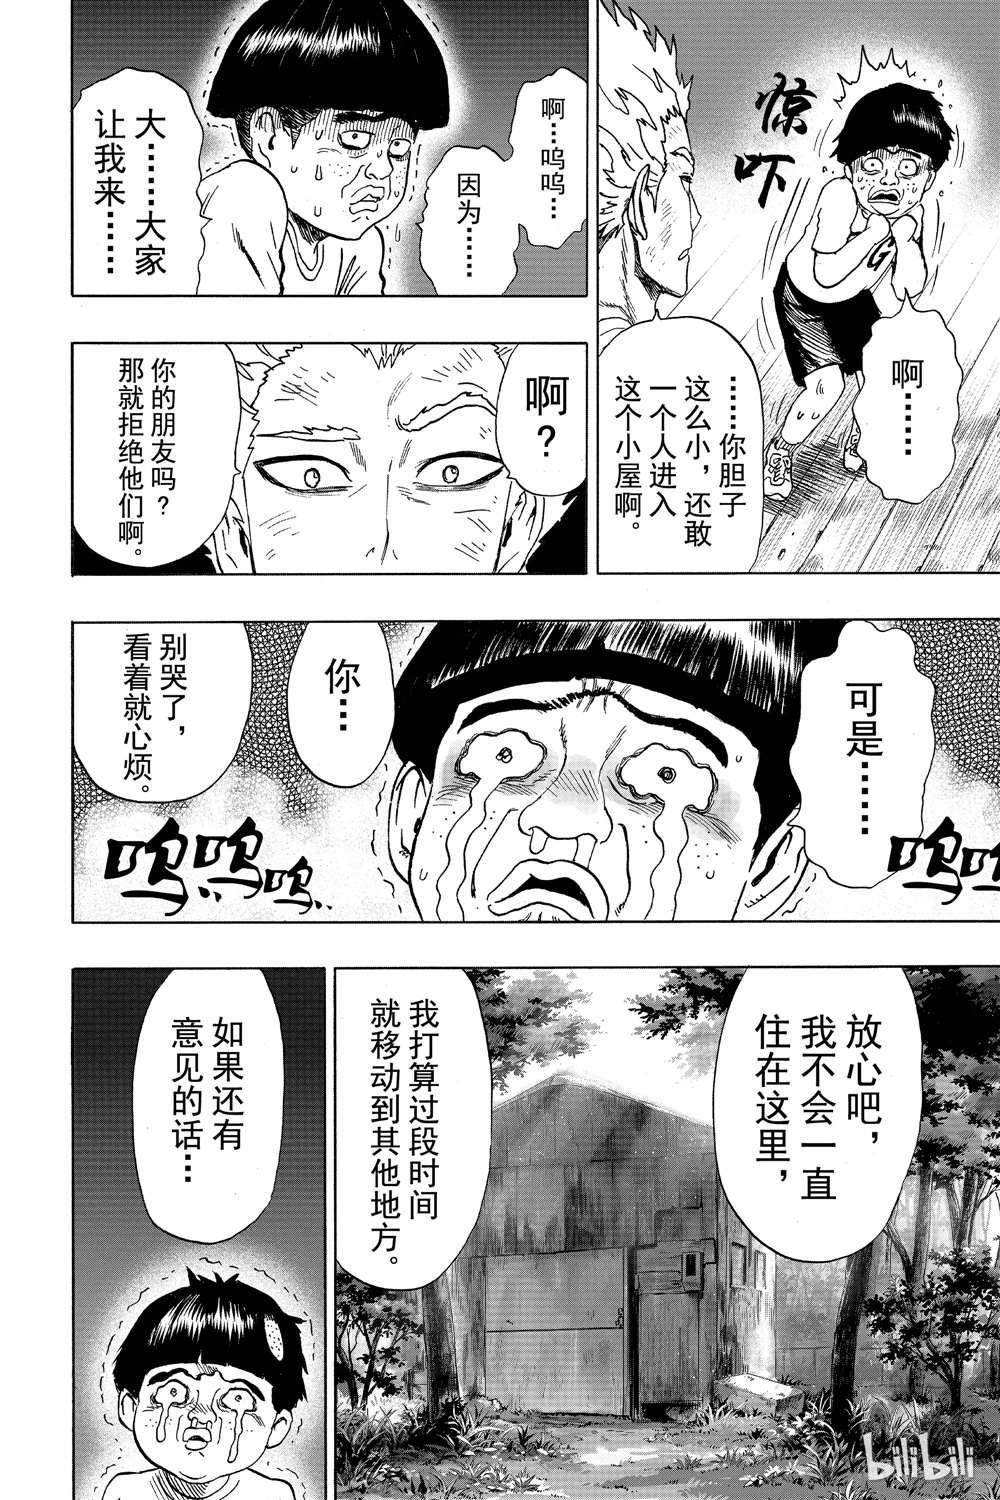 惊吓
G
啊……
……你胆子
这么小，还敢
一个人进入
这个小屋啊。
啊…呜呜…
因为……
大……大家
让我来……
啊？
你的朋友吗？
那就拒绝他们啊。
可是……
呜呜
你…
别哭了，
看着就心烦。
呜呜呜…
放心吧，
我不会一直
住在这里，
我打算过段时间
就移动到其他地方。
如果还有
意见的话…
bilibili